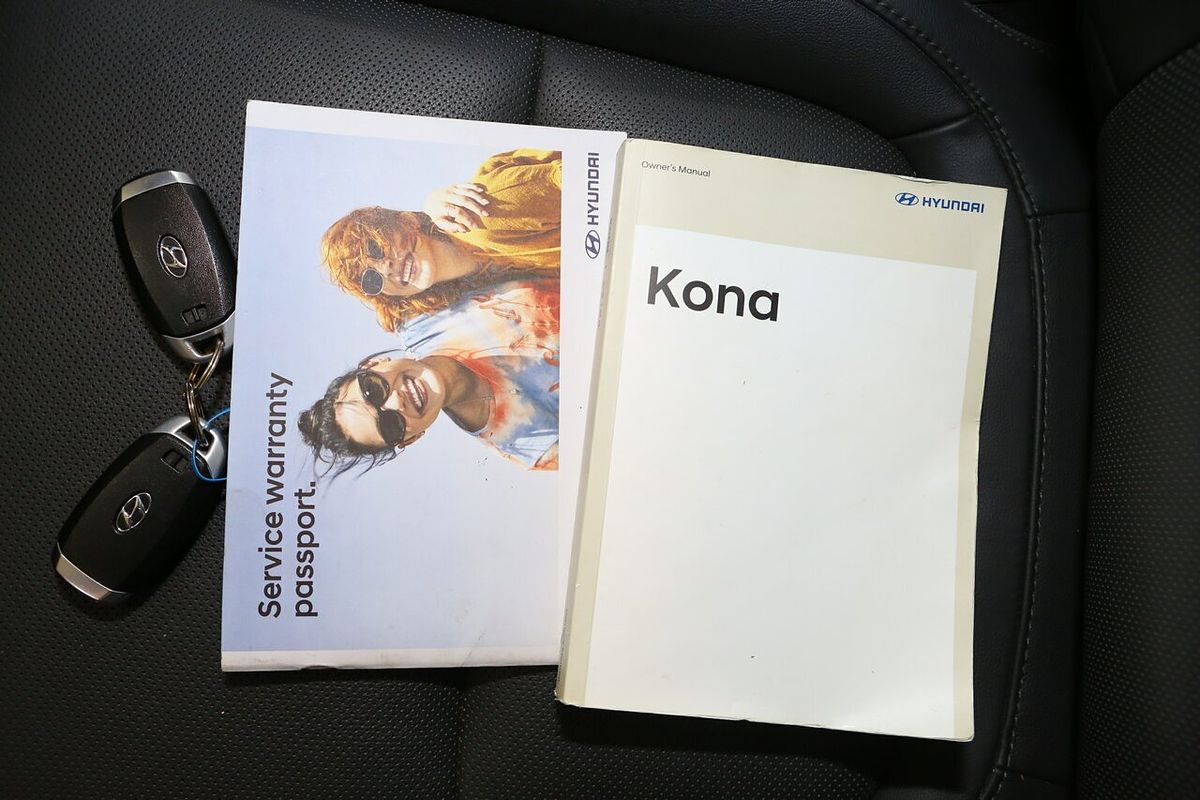 Service warranty
passport.
HYUNDAI
Owner's Manual
HYUNDAI
Kona